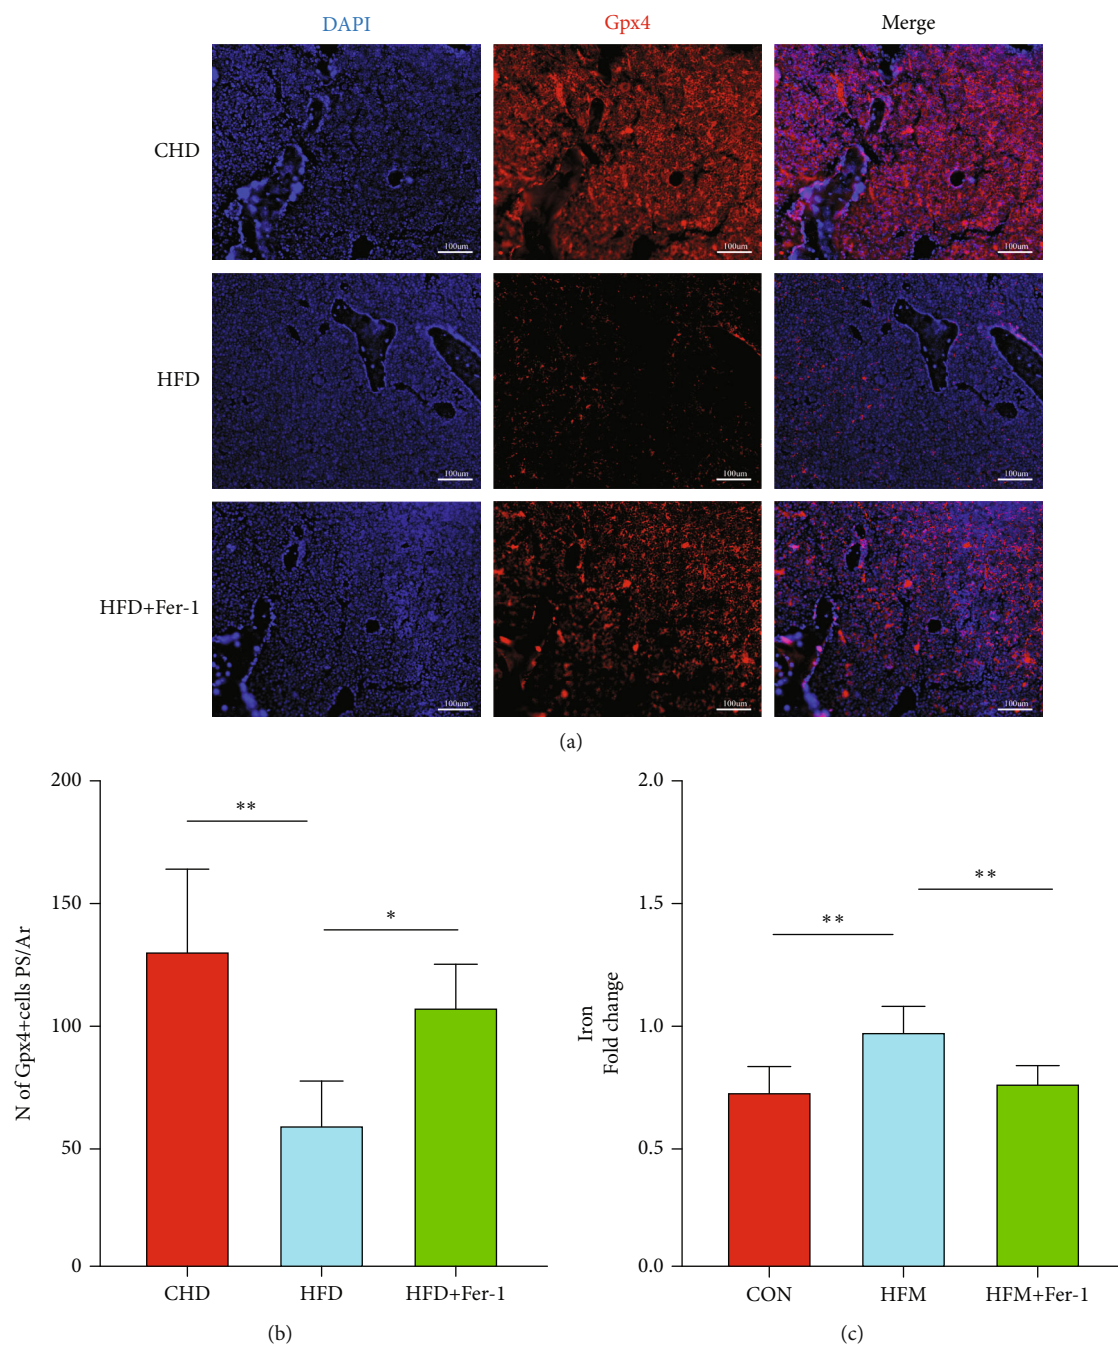 DAPI Gpx4 Merge
CHD
100um 100um 100um
HFD
100um 100um 100um
HFD+Fer-1
100um 100um 100um
(a)
200
150
100
50
0
N of Gpx4+cells PS/Ar
**
*
CHD HFD HFD+Fer-1
(b)
2.0
1.5
1.0
0.5
0.0
Iron
Fold change
**
**
CON HFM HFM+Fer-1
(c)